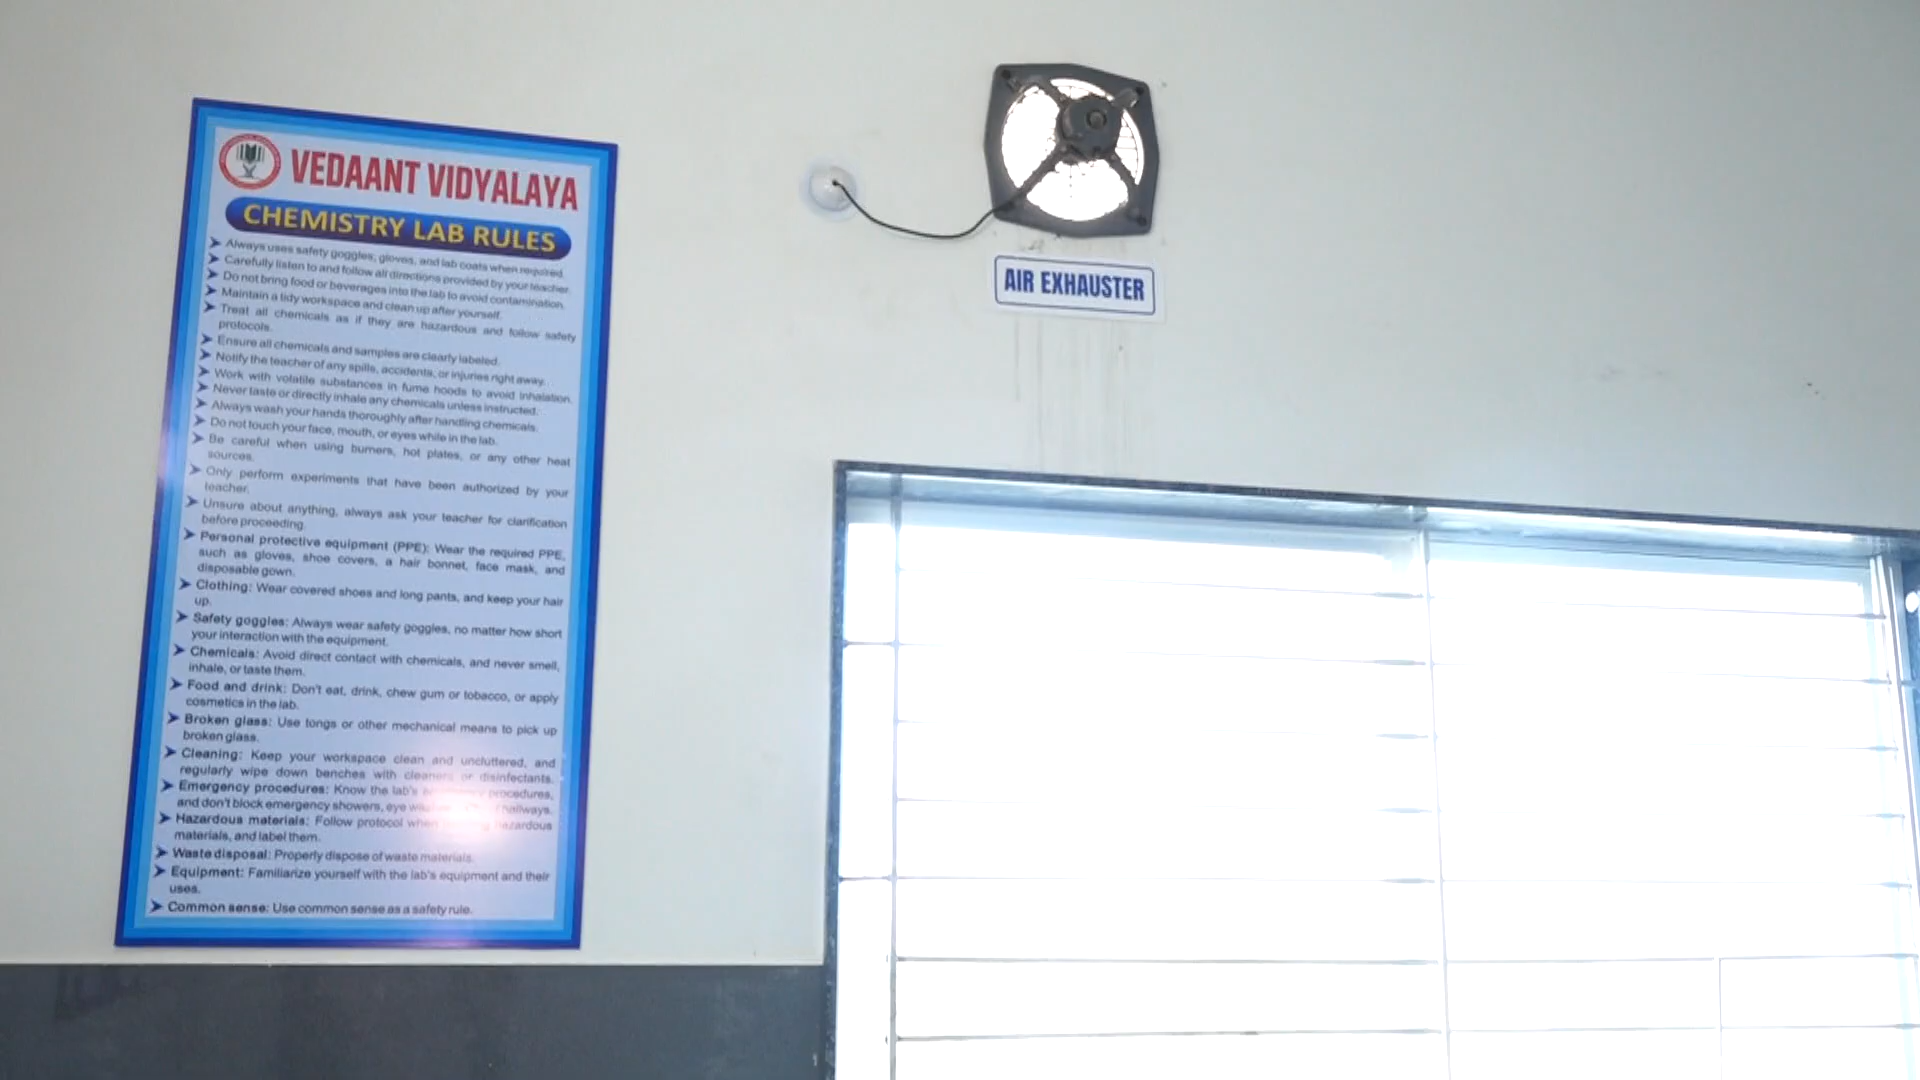 VEDAANT VIDYALAYA
CHEMISTRY LAB RULES
Always uses safety goggles, gloves, and lab coats when required.
Carefully listen to and follow all directions provided by your teacher.
Do not bring food or beverages into the lab to avoid contamination.
Maintain a tidy workspace and clean up after yourself.
Treat all chemicals as if they are hazardous and follow safety
protocols.
Ensure all chemicals and samples are clearly labeled.
Notify the teacher of any spills, accidents, or injuries right away.
Work with volatile substances in fume hoods to avoid inhalation.
Never taste or directly inhale any chemicals unless instructed.
Always wash your hands thoroughly after handling chemicals.
Do not touch your face, mouth, or eyes while in the lab.
Be careful when using burners, hot plates, or any other heat
sources.
Only perform experiments that have been authorized by your
teacher.
Unsure about anything, always ask your teacher for clarification
before proceeding.
Personal protective equipment (PPE): Wear the required PPE,
such as gloves, shoe covers, a hair bonnet, face mask, and
disposable gown.
Clothing: Wear covered shoes and long pants, and keep your hair
up.
Safety goggles: Always wear safety goggles, no matter how short
your interaction with the equipment.
Chemicals: Avoid direct contact with chemicals, and never smell,
inhale, or taste them.
Food and drink: Don't eat, drink, chew gum or tobacco, or apply
cosmetics in the lab.
Broken glass: Use tongs or other mechanical means to pick up
broken glass.
Cleaning: Keep your workspace clean and uncluttered, and
regularly wipe down benches with cleaners or disinfectants.
Emergency procedures: Know the lab's procedures,
and don't block emergency showers, eye hallways.
Hazardous materials: Follow protocol when hazardous
materials, and label them.
Waste disposal: Properly dispose of waste materials.
Equipment: Familiarize yourself with the lab's equipment and their
uses.
Common sense: Use common sense as a safety rule.
AIR EXHAUSTER